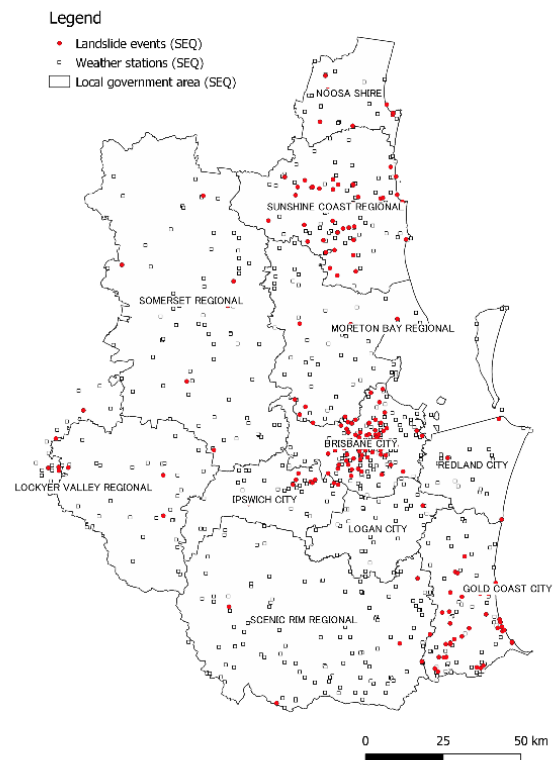 Legend
Landslide events (SEQ)
Weather stations (SEQ)
Local government area (SEQ)
NOOSA SHIRE
SUNSHINE COAST REGIONAL
SOMERSET REGIONAL
MORETON BAY REGIONAL
BRISBANE CITY
REDLAND CITY
LOCKYER VALLEY REGIONAL
IPSWICH CITY
LOGAN CITY
GOLD COAST CITY
SCENIC RIM REGIONAL
0 25 50 km